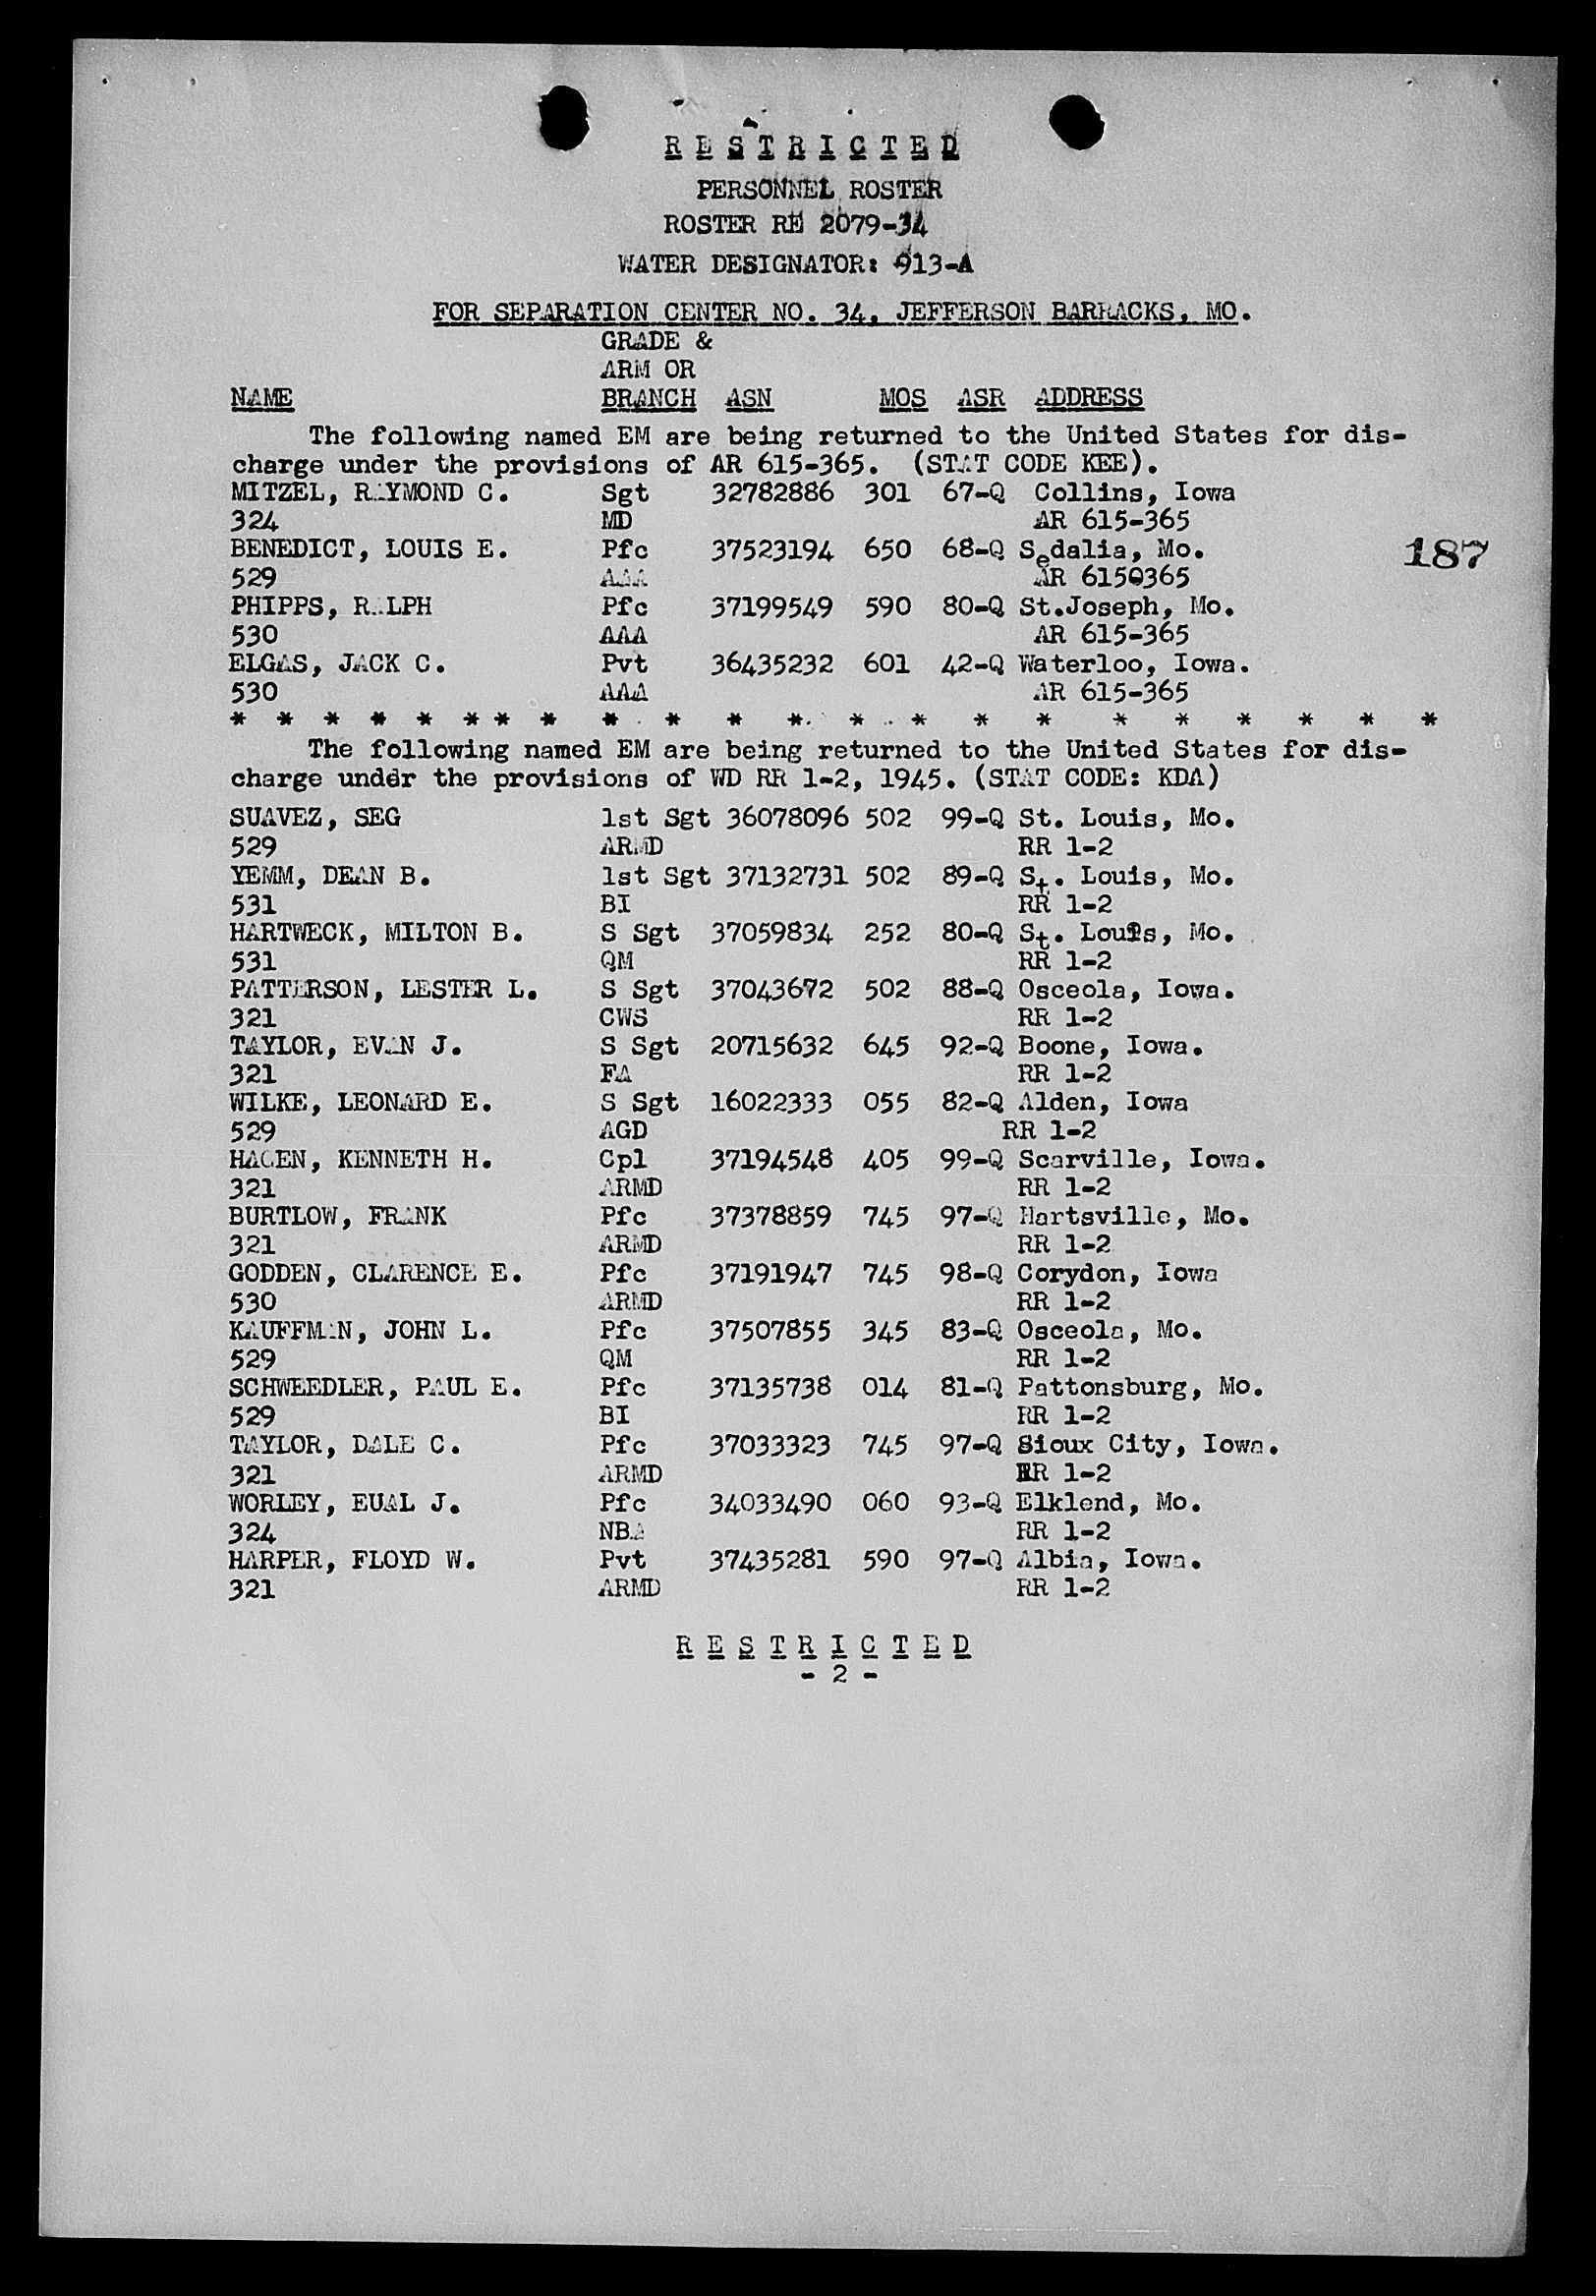 RESTRICTED
PERSONNEL ROSTER
ROSTER RE 2079-34
WATER DESIGNATOR: 913-A
FOR SEPARATION CENTER NO. 34, JEFFERSON BARRACKS, MO.
GRADE &
ARM OR
NAME BRANCH ASN MOS ASR ADDRESS
The following named EM are being returned to the United States for dis-
charge under the provisions of AR 615-365. (STAT CODE KEE).
MITZEL, RAYMOND C. Sgt 32782886 301 67-Q Collins, Iowa
324 MD AR 615-365
BENEDICT, LOUIS E. Pfc 37523194 650 68-Q Sedalia, Mo. 187
529 AAA AR 6150365
PHIPPS, RALPH Pfc 37199549 590 80-Q St.Joseph, Mo.
530 AAA AR 615-365
ELGAS, JACK C. Pvt 36435232 601 42-Q Waterloo, Iowa.
530 AAA AR 615-365
* * * * * * * * * * * * * * * * * * * * * *
The following named EM are being returned to the United States for dis-
charge under the provisions of WD RR 1-2, 1945. (STAT CODE: KDA)
SUAVEZ, SEG 1st Sgt 36078096 502 99-Q St. Louis, Mo.
529 ARMD RR 1-2
YEMM, DEAN B. 1st Sgt 37132731 502 89-Q St. Louis, Mo.
531 BI RR 1-2
HARTWECK, MILTON B. S Sgt 37059834 252 80-Q St. Louis, Mo.
531 QM RR 1-2
PATTERSON, LESTER L. S Sgt 37043672 502 88-Q Osceola, Iowa.
321 CWS RR 1-2
TAYLOR, EVAN J. S Sgt 20715632 645 92-Q Boone, Iowa.
321 FA RR 1-2
WILKE, LEONARD E. S Sgt 16022333 055 82-Q Alden, Iowa
529 AGD RR 1-2
HAGEN, KENNETH H. Cpl 37194548 405 99-Q Scarville, Iowa.
321 ARMD RR 1-2
BURTLOW, FRANK Pfc 37378859 745 97-Q Hartsville, Mo.
321 ARMD RR 1-2
GODDEN, CLARENCE E. Pfc 37191947 745 98-Q Corydon, Iowa
530 ARMD RR 1-2
KAUFFMAN, JOHN L. Pfc 37507855 345 83-Q Osceola, Mo.
529 QM RR 1-2
SCHWEEDLER, PAUL E. Pfc 37135738 014 81-Q Pattonsburg, Mo.
529 BI RR 1-2
TAYLOR, DALE C. Pfc 37033323 745 97-Q Sioux City, Iowa.
321 ARMD RR 1-2
WORLEY, EUAL J. Pfc 34033490 060 93-Q Elklend, Mo.
324 NBA RR 1-2
HARPER, FLOYD W. Pvt 37435281 590 97-Q Albia, Iowa.
321 ARMD RR 1-2
RESTRICTED
- 2 -